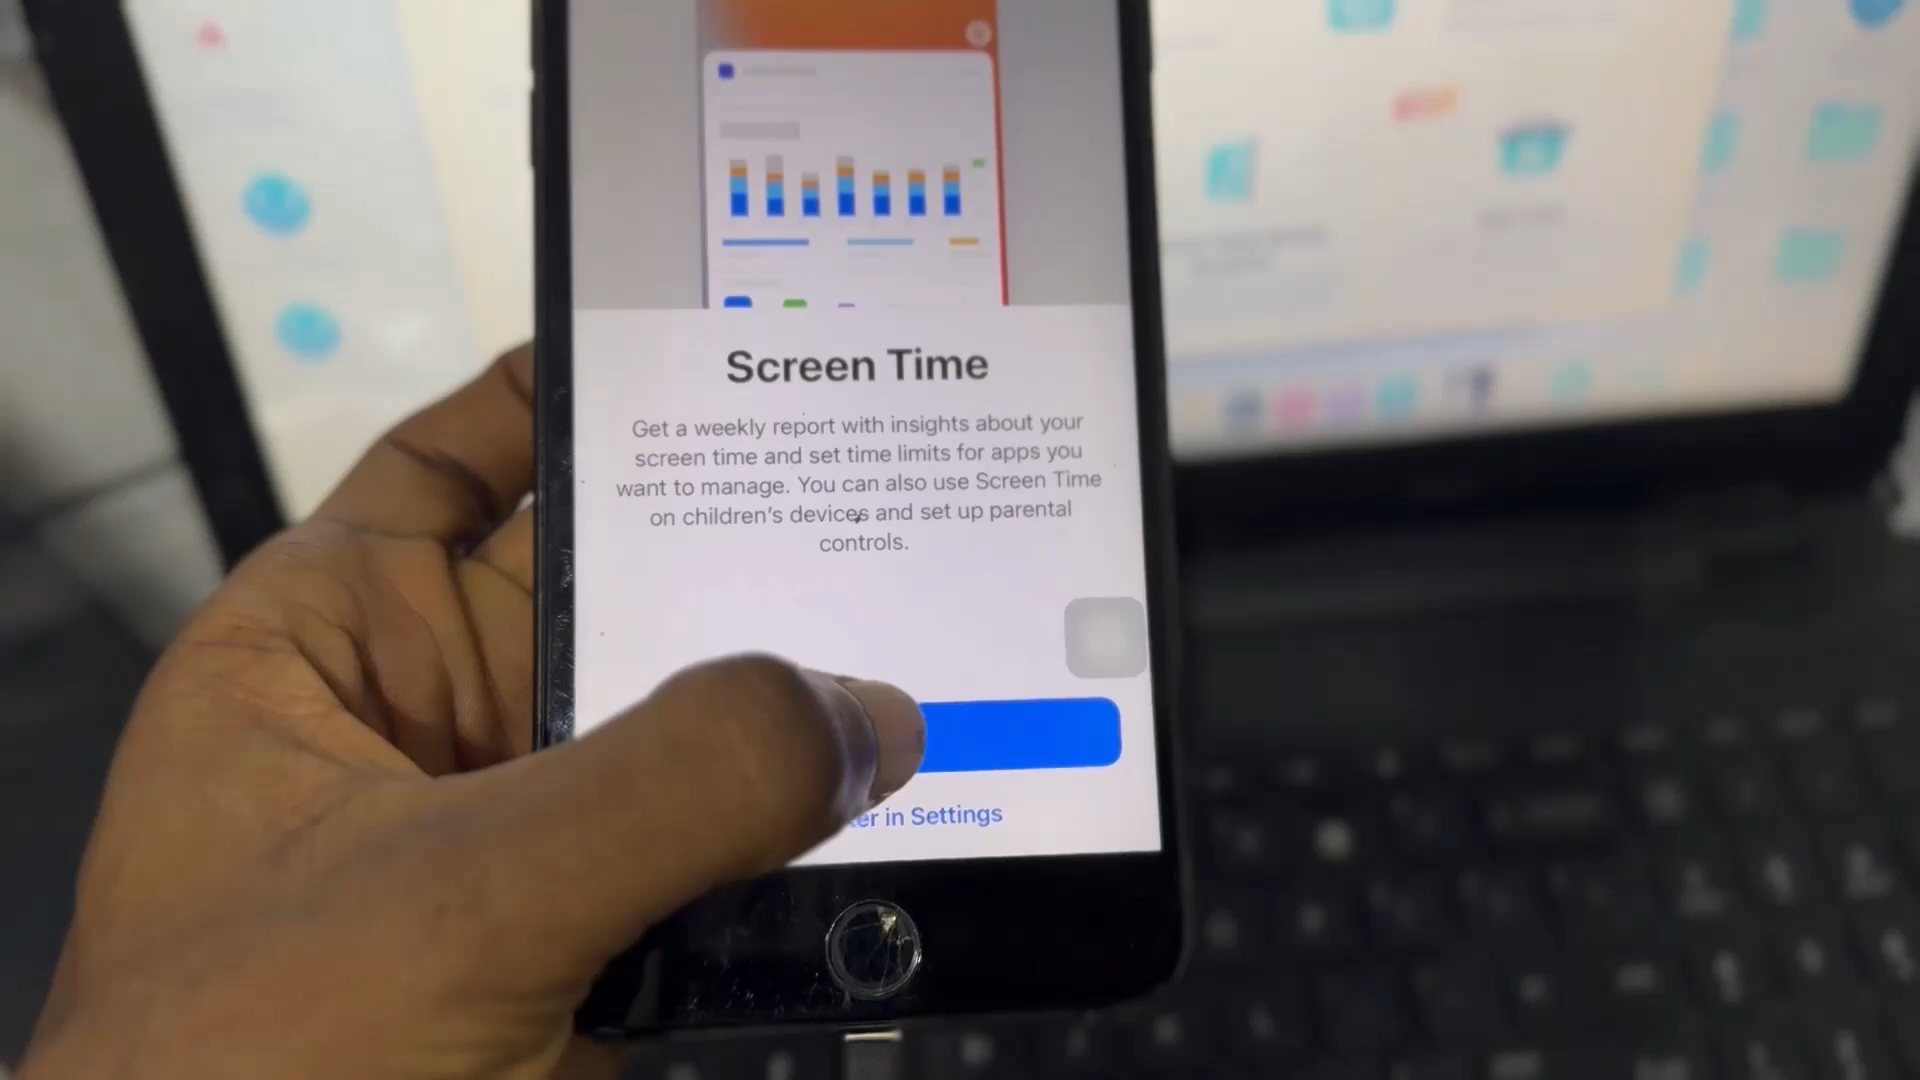 Screen Time
Get a weekly report with insights about your
screen time and set time limits for apps you
want to manage. You can also use Screen Time
on children's devices and set up parental
controls.
in Settings